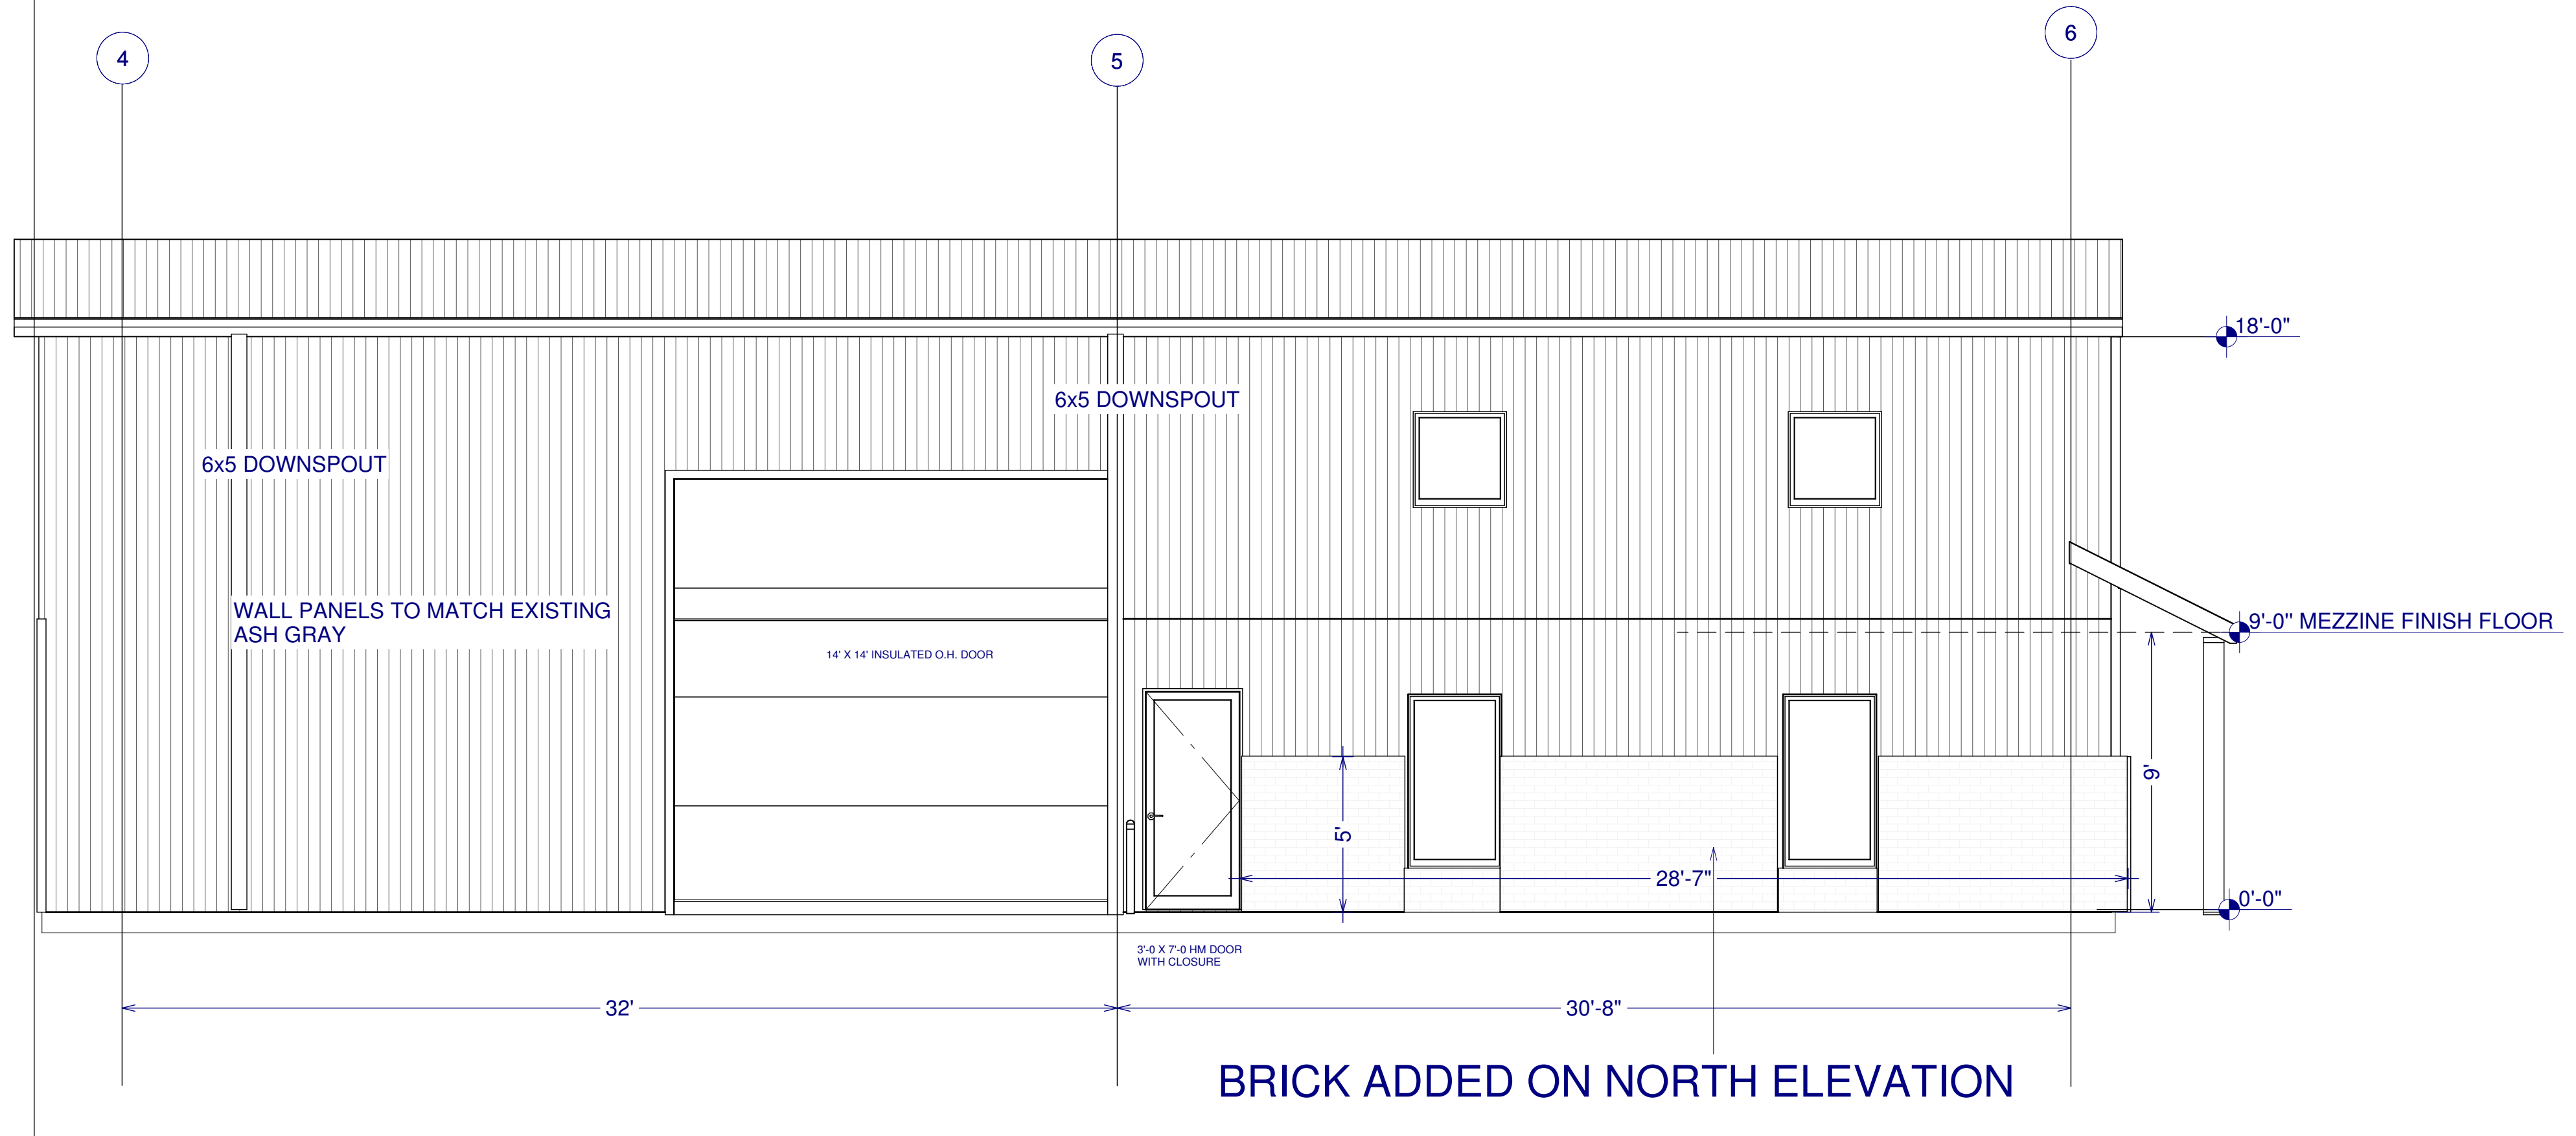 4
5
6
18'-0"
6x5 DOWNSPOUT
6x5 DOWNSPOUT
WALL PANELS TO MATCH EXISTING
ASH GRAY
9'-0" MEZZINE FINISH FLOOR
14' X 14' INSULATED O.H. DOOR
9'
5'
28'-7"
0'-0"
3'-0 X 7'-0 HM DOOR
WITH CLOSURE
32'
30'-8"
BRICK ADDED ON NORTH ELEVATION